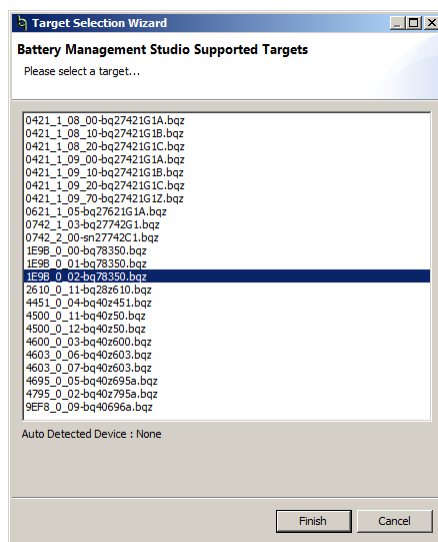 Target Selection Wizard
Battery Management Studio Supported Targets
Please select a target...
0421_1_08_00-bq27421G1A.bqz
0421_1_08_10-bq27421G1B.bqz
0421_1_08_20-bq27421G1C.bqz
0421_1_09_00-bq27421G1A.bqz
0421_1_09_10-bq27421G1B.bqz
0421_1_09_20-bq27421G1C.bqz
0421_1_09_70-bq27421G1Z.bqz
0621_1_05-bq27621G1A.bqz
0742_1_03-bq27742G1.bqz
0742_2_00-sn27742C1.bqz
1E9B_0_00-bq78350.bqz
1E9B_0_01-bq78350.bqz
1E9B_0_02-bq78350.bqz
2610_0_11-bq28z610.bqz
4451_0_04-bq40z451.bqz
4500_0_11-bq40z50.bqz
4500_0_12-bq40z50.bqz
4600_0_03-bq40z600.bqz
4603_0_06-bq40z603.bqz
4603_0_07-bq40z603.bqz
4695_0_05-bq40z695a.bqz
4795_0_02-bq40z795a.bqz
9EF8_0_09-bq40696a.bqz
Auto Detected Device : None
Finish Cancel